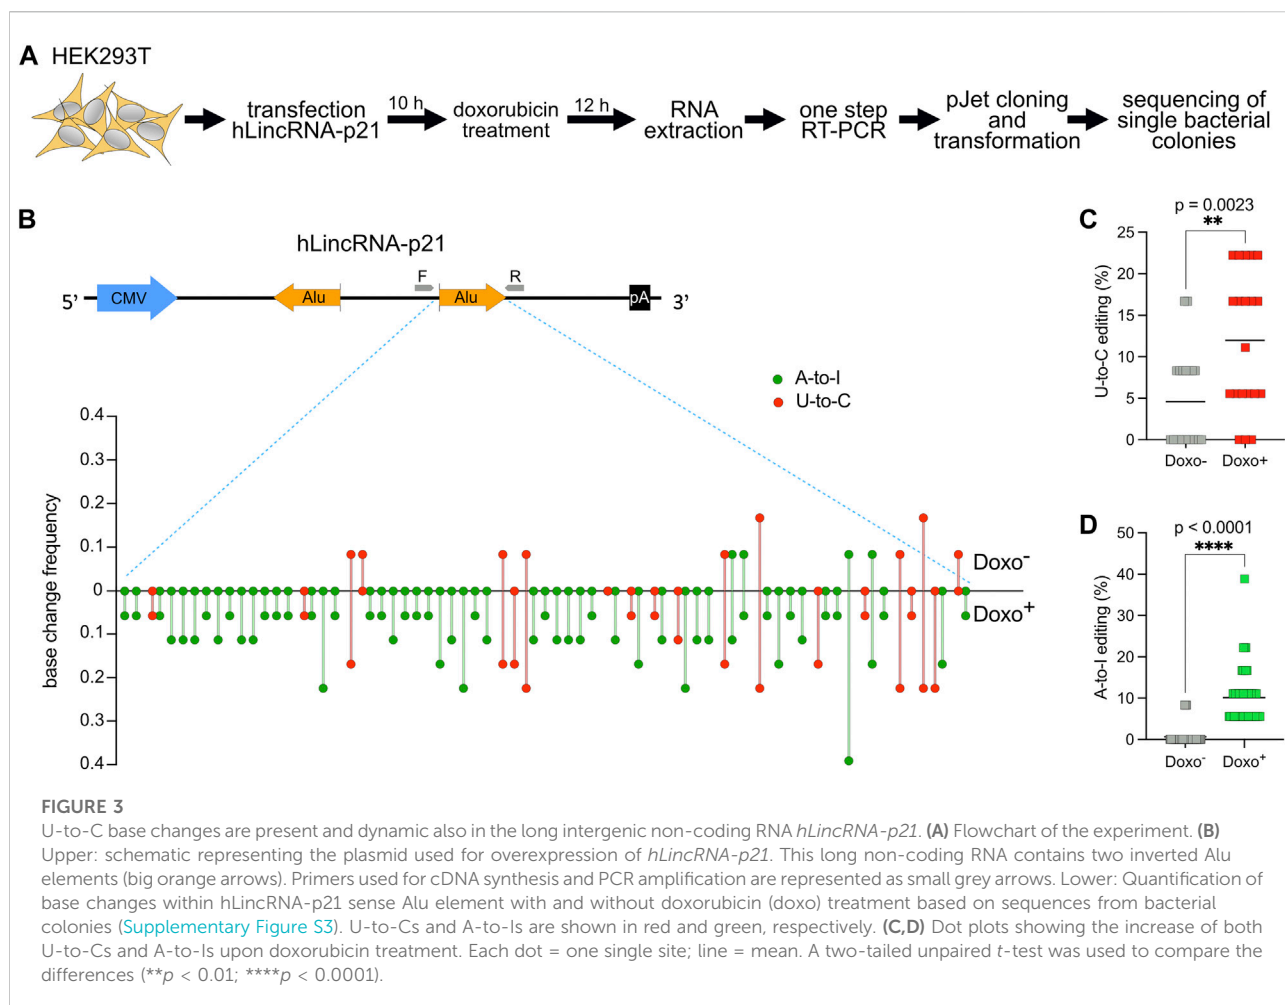 A HEK293T
transfection
hLincRNA-p21
10 h
doxorubicin
treatment
12 h
RNA
extraction
one step
RT-PCR
pJet cloning
and
transformation
sequencing of
single bacterial
colonies
B
hLincRNA-p21
5' CMV Alu F Alu R pA 3'
A-to-I
U-to-C
base change frequency
0.4
0.3
0.2
0.1
0
0.1
0.2
0.3
0.4
Doxo-
Doxo+
C
p = 0.0023
**
U-to-C editing (%)
25
20
15
10
5
0
Doxo- Doxo+
D
p < 0.0001
****
A-to-I editing (%)
50
40
30
20
10
0
Doxo- Doxo+
FIGURE 3
U-to-C base changes are present and dynamic also in the long intergenic non-coding RNA hLincRNA-p21. (A) Flowchart of the experiment. (B)
Upper: schematic representing the plasmid used for overexpression of hLincRNA-p21. This long non-coding RNA contains two inverted Alu
elements (big orange arrows). Primers used for cDNA synthesis and PCR amplification are represented as small grey arrows. Lower: Quantification of
base changes within hLincRNA-p21 sense Alu element with and without doxorubicin (doxo) treatment based on sequences from bacterial
colonies (Supplementary Figure S3). U-to-Cs and A-to-Is are shown in red and green, respectively. (C,D) Dot plots showing the increase of both
U-to-Cs and A-to-Is upon doxorubicin treatment. Each dot = one single site; line = mean. A two-tailed unpaired t-test was used to compare the
differences (**p < 0.01; ****p < 0.0001).